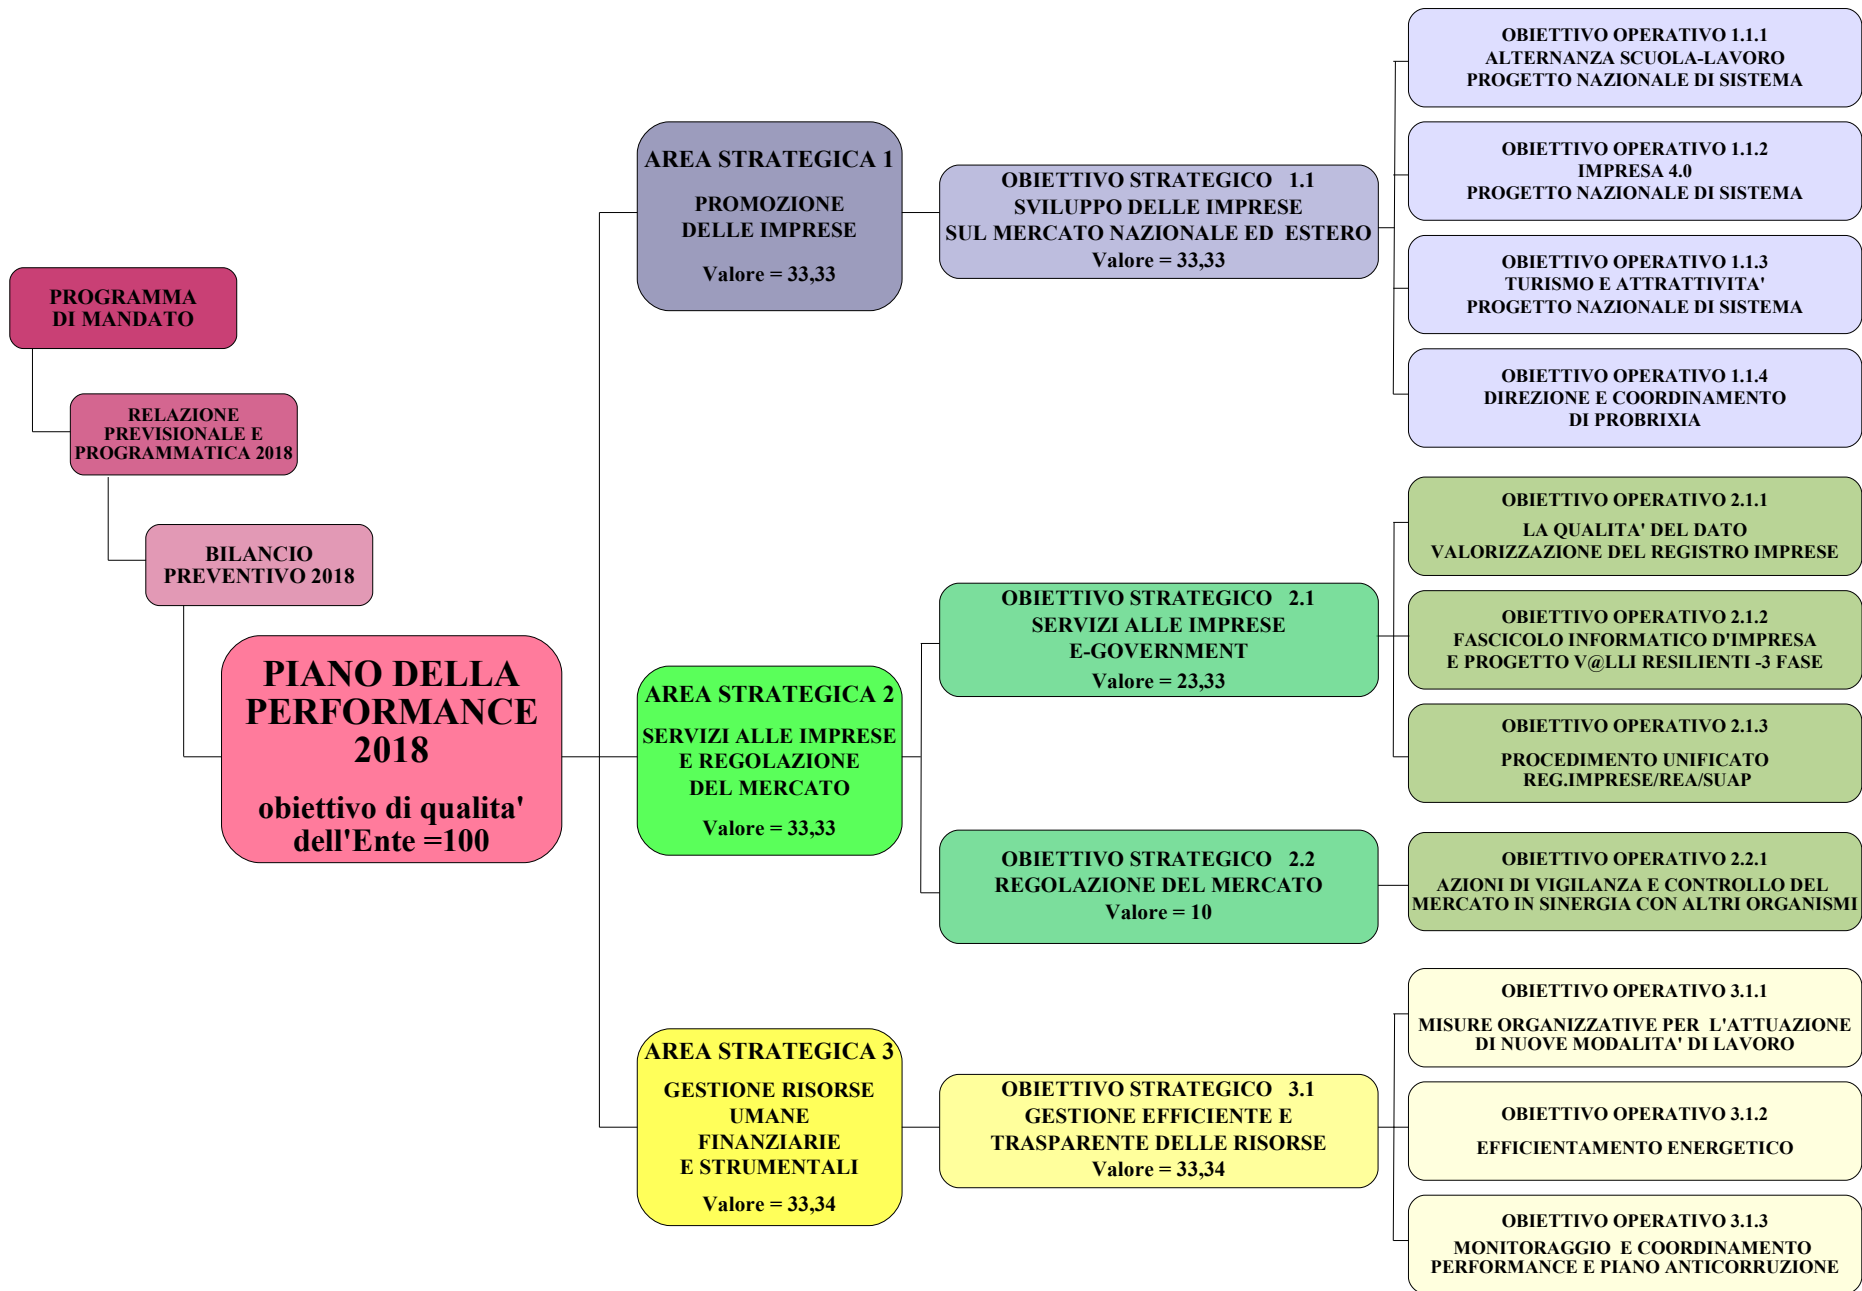 PROGRAMMA
DI MANDATO
RELAZIONE
PREVISIONALE E
PROGRAMMATICA 2018
BILANCIO
PREVENTIVO 2018
PIANO DELLA
PERFORMANCE
2018
obiettivo di qualita'
dell'Ente =100
AREA STRATEGICA 1
PROMOZIONE
DELLE IMPRESE
Valore = 33,33
OBIETTIVO STRATEGICO 1.1
SVILUPPO DELLE IMPRESE
SUL MERCATO NAZIONALE ED ESTERO
Valore = 33,33
OBIETTIVO OPERATIVO 1.1.1
ALTERNANZA SCUOLA-LAVORO
PROGETTO NAZIONALE DI SISTEMA
OBIETTIVO OPERATIVO 1.1.2
IMPRESA 4.0
PROGETTO NAZIONALE DI SISTEMA
OBIETTIVO OPERATIVO 1.1.3
TURISMO E ATTRATTIVITA'
PROGETTO NAZIONALE DI SISTEMA
OBIETTIVO OPERATIVO 1.1.4
DIREZIONE E COORDINAMENTO
DI PROBRIXIA
AREA STRATEGICA 2
SERVIZI ALLE IMPRESE
E REGOLAZIONE
DEL MERCATO
Valore = 33,33
OBIETTIVO STRATEGICO 2.1
SERVIZI ALLE IMPRESE
E-GOVERNMENT
Valore = 23,33
OBIETTIVO OPERATIVO 2.1.1
LA QUALITA' DEL DATO
VALORIZZAZIONE DEL REGISTRO IMPRESE
OBIETTIVO OPERATIVO 2.1.2
FASCICOLO INFORMATICO D'IMPRESA
E PROGETTO V@LLI RESILIENTI -3 FASE
OBIETTIVO OPERATIVO 2.1.3
PROCEDIMENTO UNIFICATO
REG.IMPRESE/REA/SUAP
OBIETTIVO STRATEGICO 2.2
REGOLAZIONE DEL MERCATO
Valore = 10
OBIETTIVO OPERATIVO 2.2.1
AZIONI DI VIGILANZA E CONTROLLO DEL
MERCATO IN SINERGIA CON ALTRI ORGANISMI
AREA STRATEGICA 3
GESTIONE RISORSE
UMANE
FINANZIARIE
E STRUMENTALI
Valore = 33,34
OBIETTIVO STRATEGICO 3.1
GESTIONE EFFICIENTE E
TRASPARENTE DELLE RISORSE
Valore = 33,34
OBIETTIVO OPERATIVO 3.1.1
MISURE ORGANIZZATIVE PER L'ATTUAZIONE
DI NUOVE MODALITA' DI LAVORO
OBIETTIVO OPERATIVO 3.1.2
EFFICIENTAMENTO ENERGETICO
OBIETTIVO OPERATIVO 3.1.3
MONITORAGGIO E COORDINAMENTO
PERFORMANCE E PIANO ANTICORRUZIONE